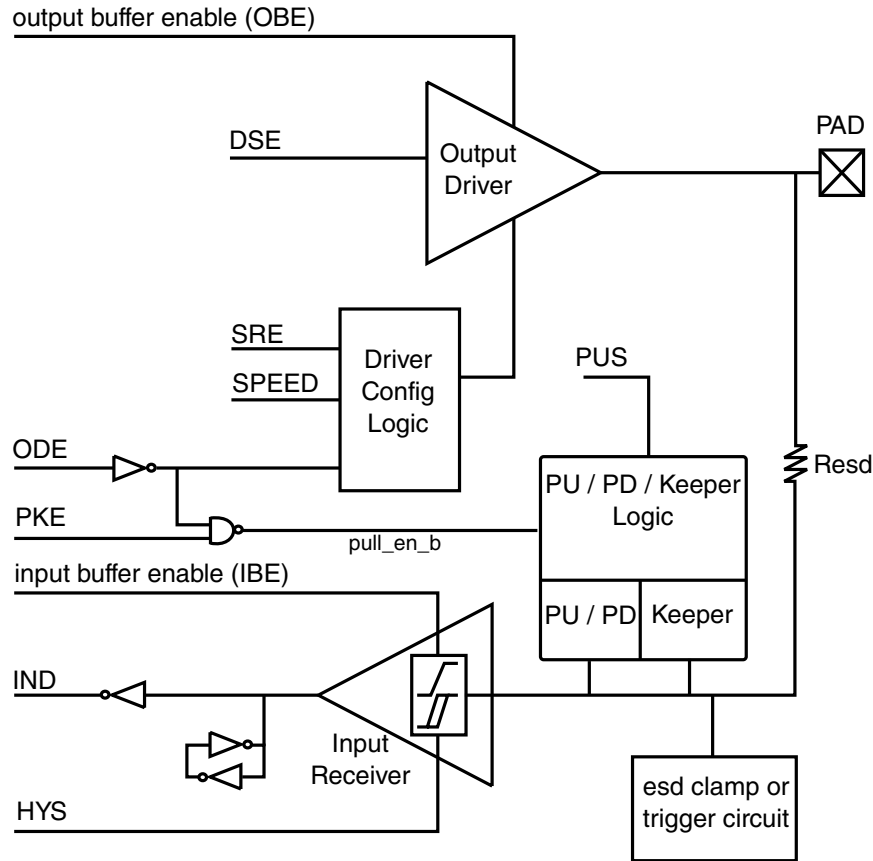 output buffer enable (OBE)
PAD
DSE
Output
Driver
SRE
SPEED
Driver
Config
Logic
PUS
ODE
PKE
pull_en_b
PU / PD / Keeper
Logic
Resd
input buffer enable (IBE)
PU / PD
Keeper
IND
Input
Receiver
HYS
esd clamp or
trigger circuit